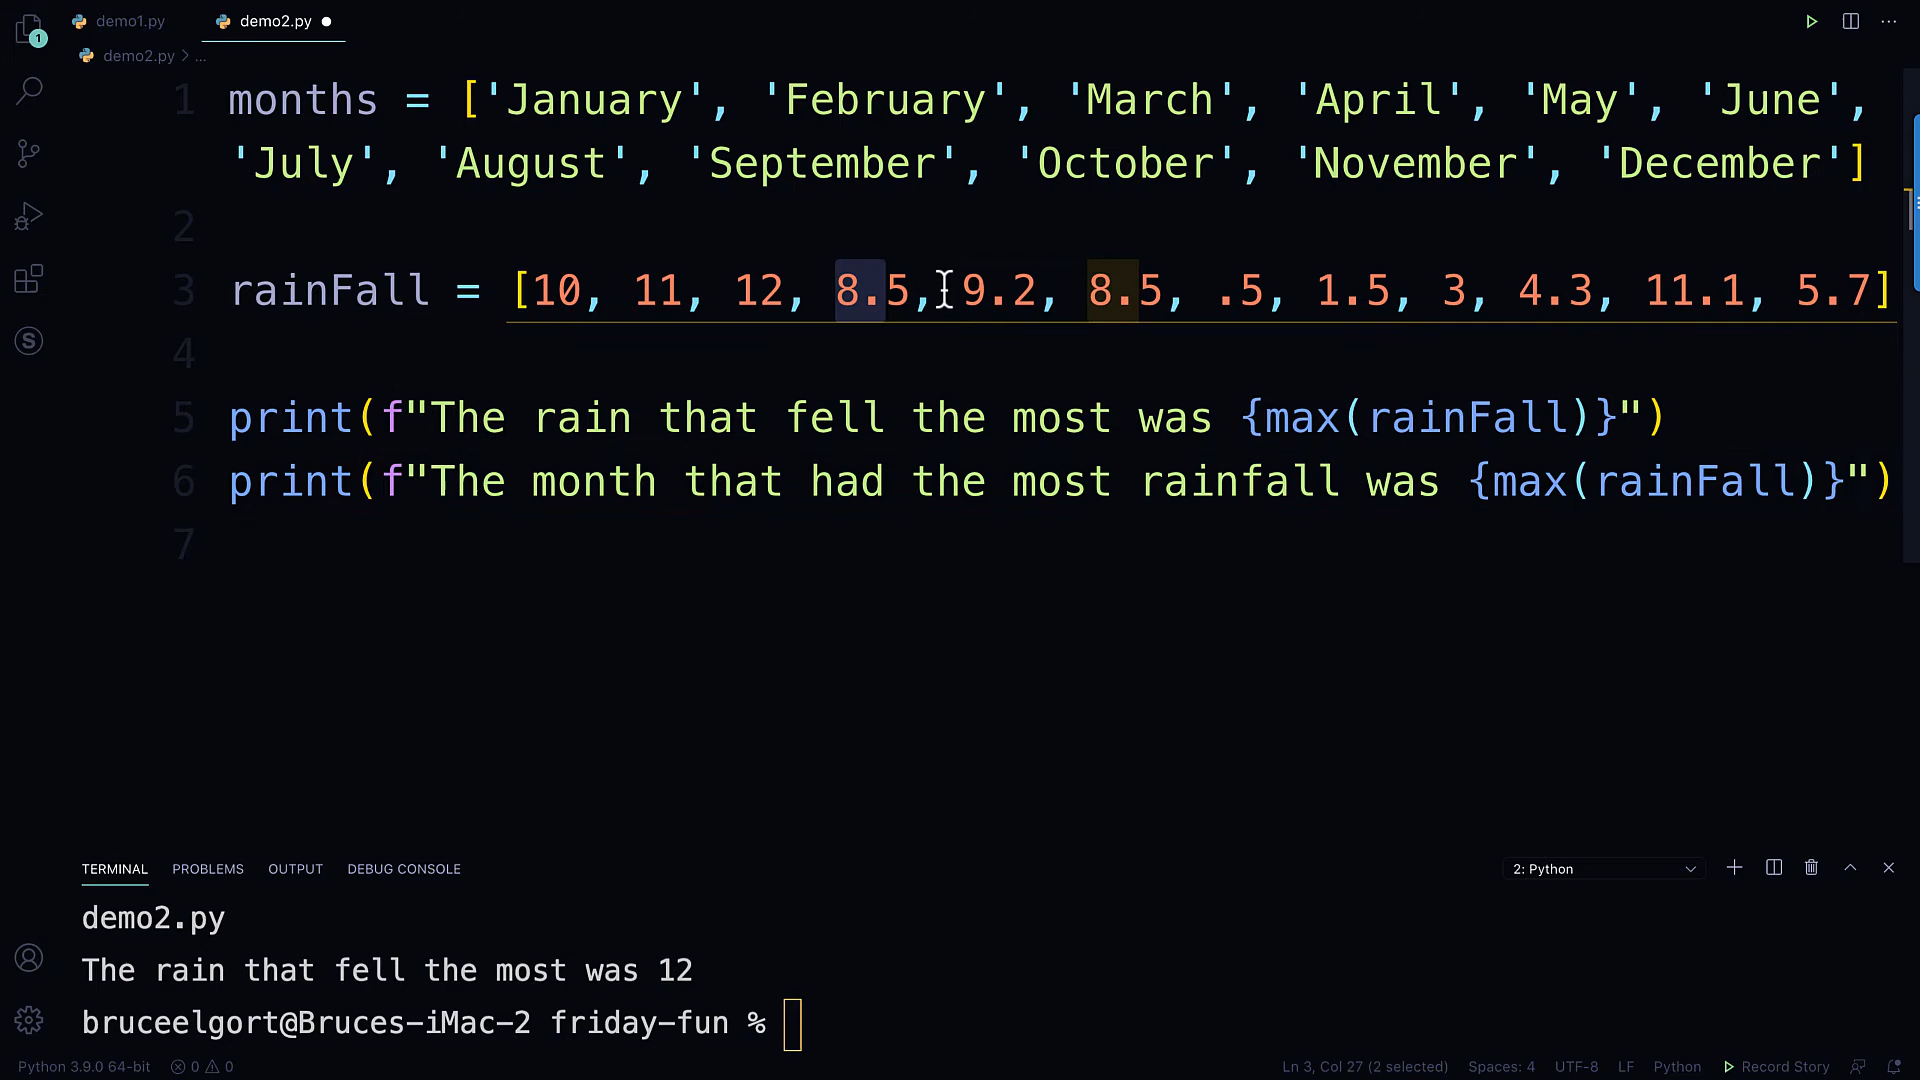 demo1.py
demo2.py
demo2.py > ...
1
1 months = ['January', 'February', 'March', 'April', 'May', 'June',
'July', 'August', 'September', 'October', 'November', 'December']
2
3 rainFall = [10, 11, 12, 8.5, 9.2, 8.5, .5, 1.5, 3, 4.3, 11.1, 5.7]
4
5 print(f"The rain that fell the most was {max(rainFall)}")
6 print(f"The month that had the most rainfall was {max(rainFall)}")
7
S
TERMINAL PROBLEMS OUTPUT DEBUG CONSOLE 2: Python
demo2.py
The rain that fell the most was 12
bruceelgort@Bruces-iMac-2 friday-fun %
Python 3.9.0 64-bit 0 0 Ln 3, Col 27 (2 selected) Spaces: 4 UTF-8 LF Python Record Story